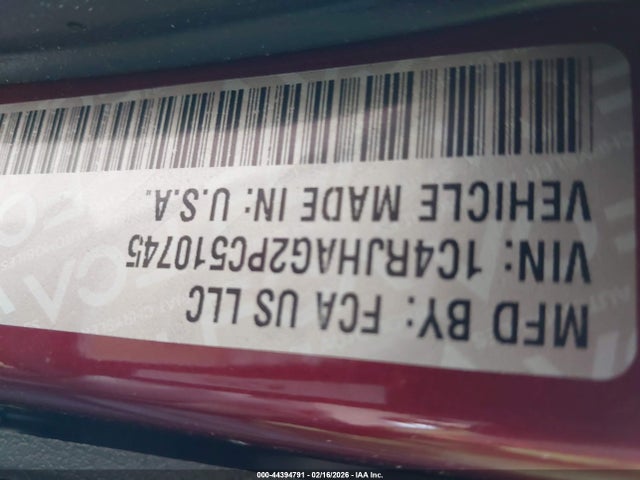 MFD BY: FCA US LLC
VIN: 1C4RJHAG2PC510745
VEHICLE MADE IN: U.S.A.
000-44394791 - 02/16/2026 - IAA Inc.